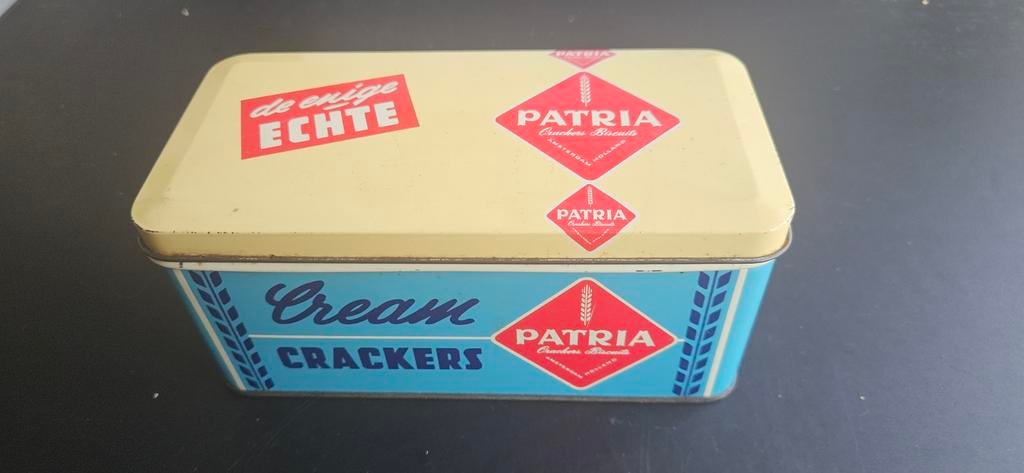 PATRIA
de enige
ECHTE
PATRIA
Crackers Biscuits
AMSTERDAM HOLLAND
PATRIA
Crackers Biscuits
Cream
CRACKERS
PATRIA
Crackers Biscuits
AMSTERDAM HOLLAND